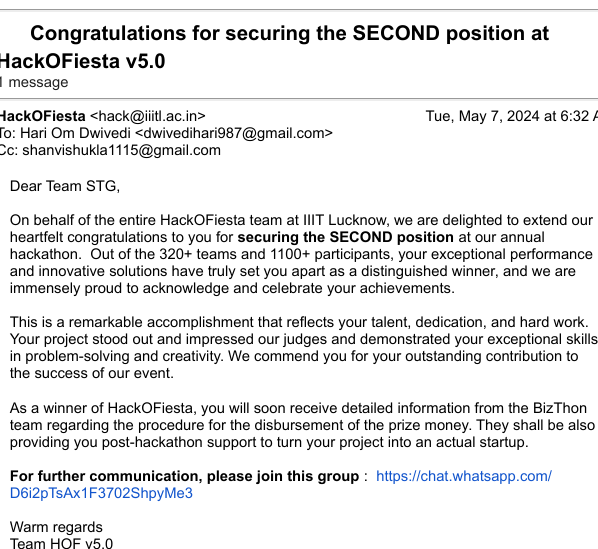 Congratulations for securing the SECOND position at
HackOFiesta v5.0
1 message
HackOFiesta <hack@iiitl.ac.in>
Tue, May 7, 2024 at 6:32 A
To: Hari Om Dwivedi <dwivedihari987@gmail.com>
Cc: shanvishukla1115@gmail.com
Dear Team STG,
On behalf of the entire HackOFiesta team at IIIT Lucknow, we are delighted to extend our
heartfelt congratulations to you for securing the SECOND position at our annual
hackathon.  Out of the 320+ teams and 1100+ participants, your exceptional performance
and innovative solutions have truly set you apart as a distinguished winner, and we are
immensely proud to acknowledge and celebrate your achievements.
This is a remarkable accomplishment that reflects your talent, dedication, and hard work.
Your project stood out and impressed our judges and demonstrated your exceptional skills
in problem-solving and creativity. We commend you for your outstanding contribution to
the success of our event.
As a winner of HackOFiesta, you will soon receive detailed information from the BizThon
team regarding the procedure for the disbursement of the prize money. They shall be also
providing you post-hackathon support to turn your project into an actual startup.
For further communication, please join this group :  https://chat.whatsapp.com/
D6i2pTsAx1F3702ShpyMe3
Warm regards
Team HOF v5.0